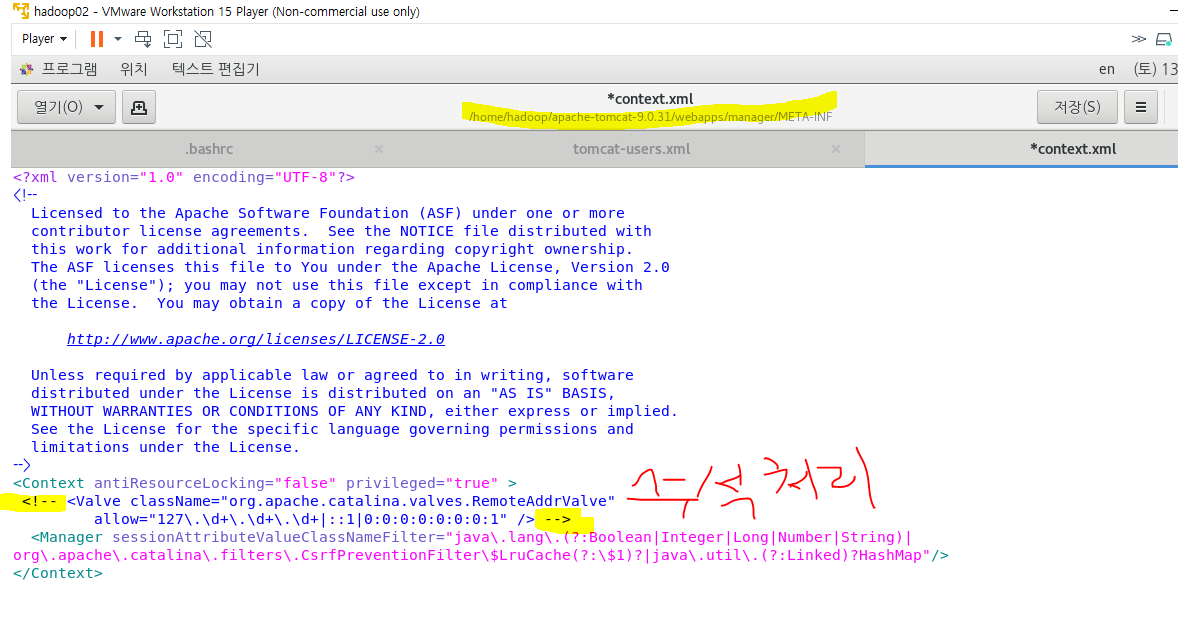 hadoop02 - VMware Workstation 15 Player (Non-commercial use only)
Player
프로그램 위치 텍스트 편집기 en (토) 13
열기(O) *context.xml 저장(S)
/home/hadoop/apache-tomcat-9.0.31/webapps/manager/META-INF
.bashrc × tomcat-users.xml × *context.xml
<?xml version="1.0" encoding="UTF-8"?>
<!--
Licensed to the Apache Software Foundation (ASF) under one or more
contributor license agreements.  See the NOTICE file distributed with
this work for additional information regarding copyright ownership.
The ASF licenses this file to You under the Apache License, Version 2.0
(the "License"); you may not use this file except in compliance with
the License.  You may obtain a copy of the License at
http://www.apache.org/licenses/LICENSE-2.0
Unless required by applicable law or agreed to in writing, software
distributed under the License is distributed on an "AS IS" BASIS,
WITHOUT WARRANTIES OR CONDITIONS OF ANY KIND, either express or implied.
See the License for the specific language governing permissions and
limitations under the License.
-->
<Context antiResourceLocking="false" privileged="true" >
<!-- <Valve className="org.apache.catalina.valves.RemoteAddrValve"
allow="127\.\d+\.\d+\.\d+|::1|0:0:0:0:0:0:0:1" /> -->
주석처리
<Manager sessionAttributeValueClassNameFilter="java\.lang\.(?:Boolean|Integer|Long|Number|String)|
org\.apache\.catalina\.filters\.CsrfPreventionFilter\$LruCache(?:\$1)?|java\.util\.(?:Linked)?HashMap"/>
</Context>